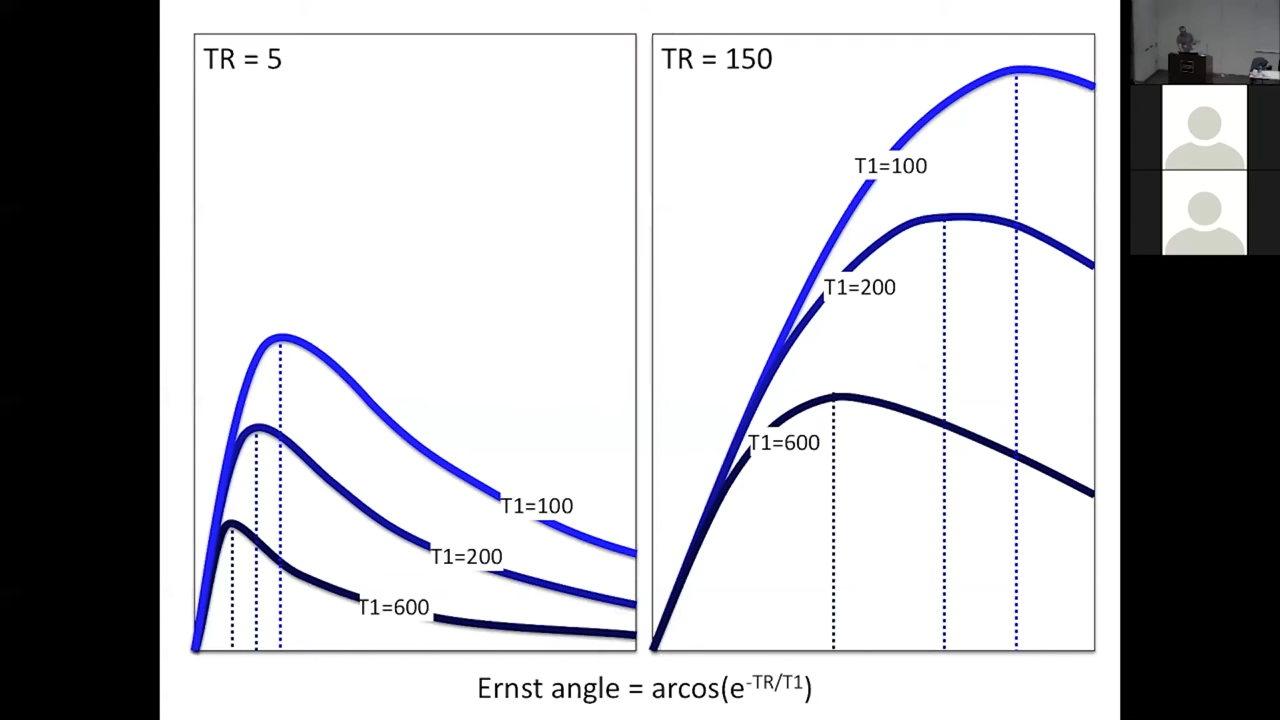 TR = 5
T1=100
T1=200
T1=600
TR = 150
T1=100
T1=200
T1=600
Ernst angle = arcos(e-TR/T1)